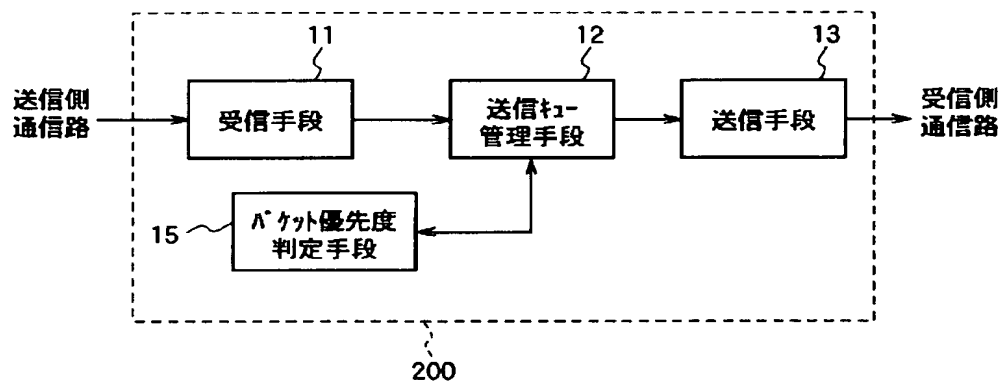 11
12
13
送信側
通信路
受信手段
送信ｷｭｰ
管理手段
送信手段
受信側
通信路
15
ﾊﾟｹｯﾄ優先度
判定手段
200